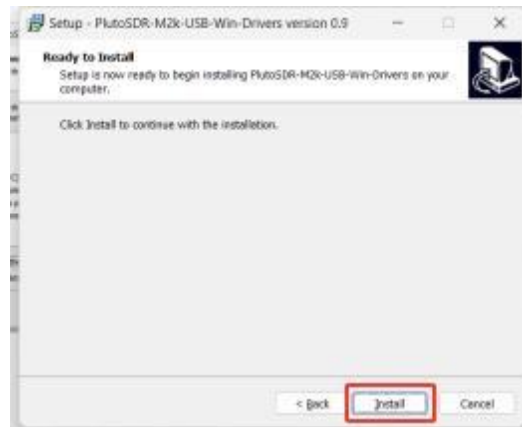 Setup - PlutoSDR-M2k-USB-Win-Drivers version 0.9
Ready to Install
Setup is now ready to begin installing PlutoSDR-M2k-USB-Win-Drivers on your
computer.
Click Install to continue with the installation.
< Back Install Cancel